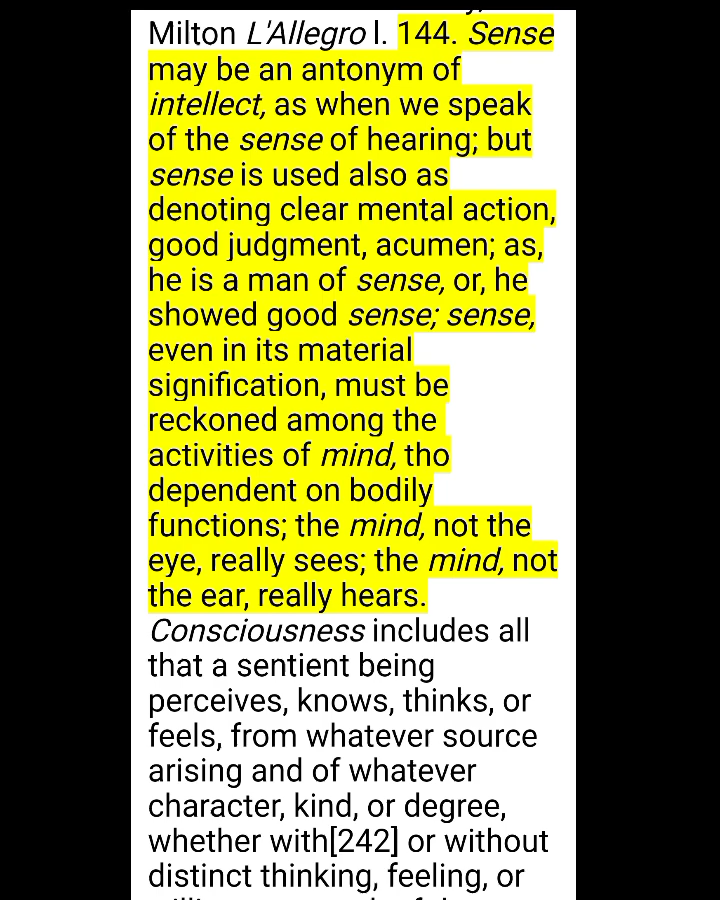 Milton L'Allegro l. 144. Sense
may be an antonym of
intellect, as when we speak
of the sense of hearing; but
sense is used also as
denoting clear mental action,
good judgment, acumen; as,
he is a man of sense, or, he
showed good sense; sense,
even in its material
signification, must be
reckoned among the
activities of mind, tho
dependent on bodily
functions; the mind, not the
eye, really sees; the mind, not
the ear, really hears.
Consciousness includes all
that a sentient being
perceives, knows, thinks, or
feels, from whatever source
arising and of whatever
character, kind, or degree,
whether with[242] or without
distinct thinking, feeling, or